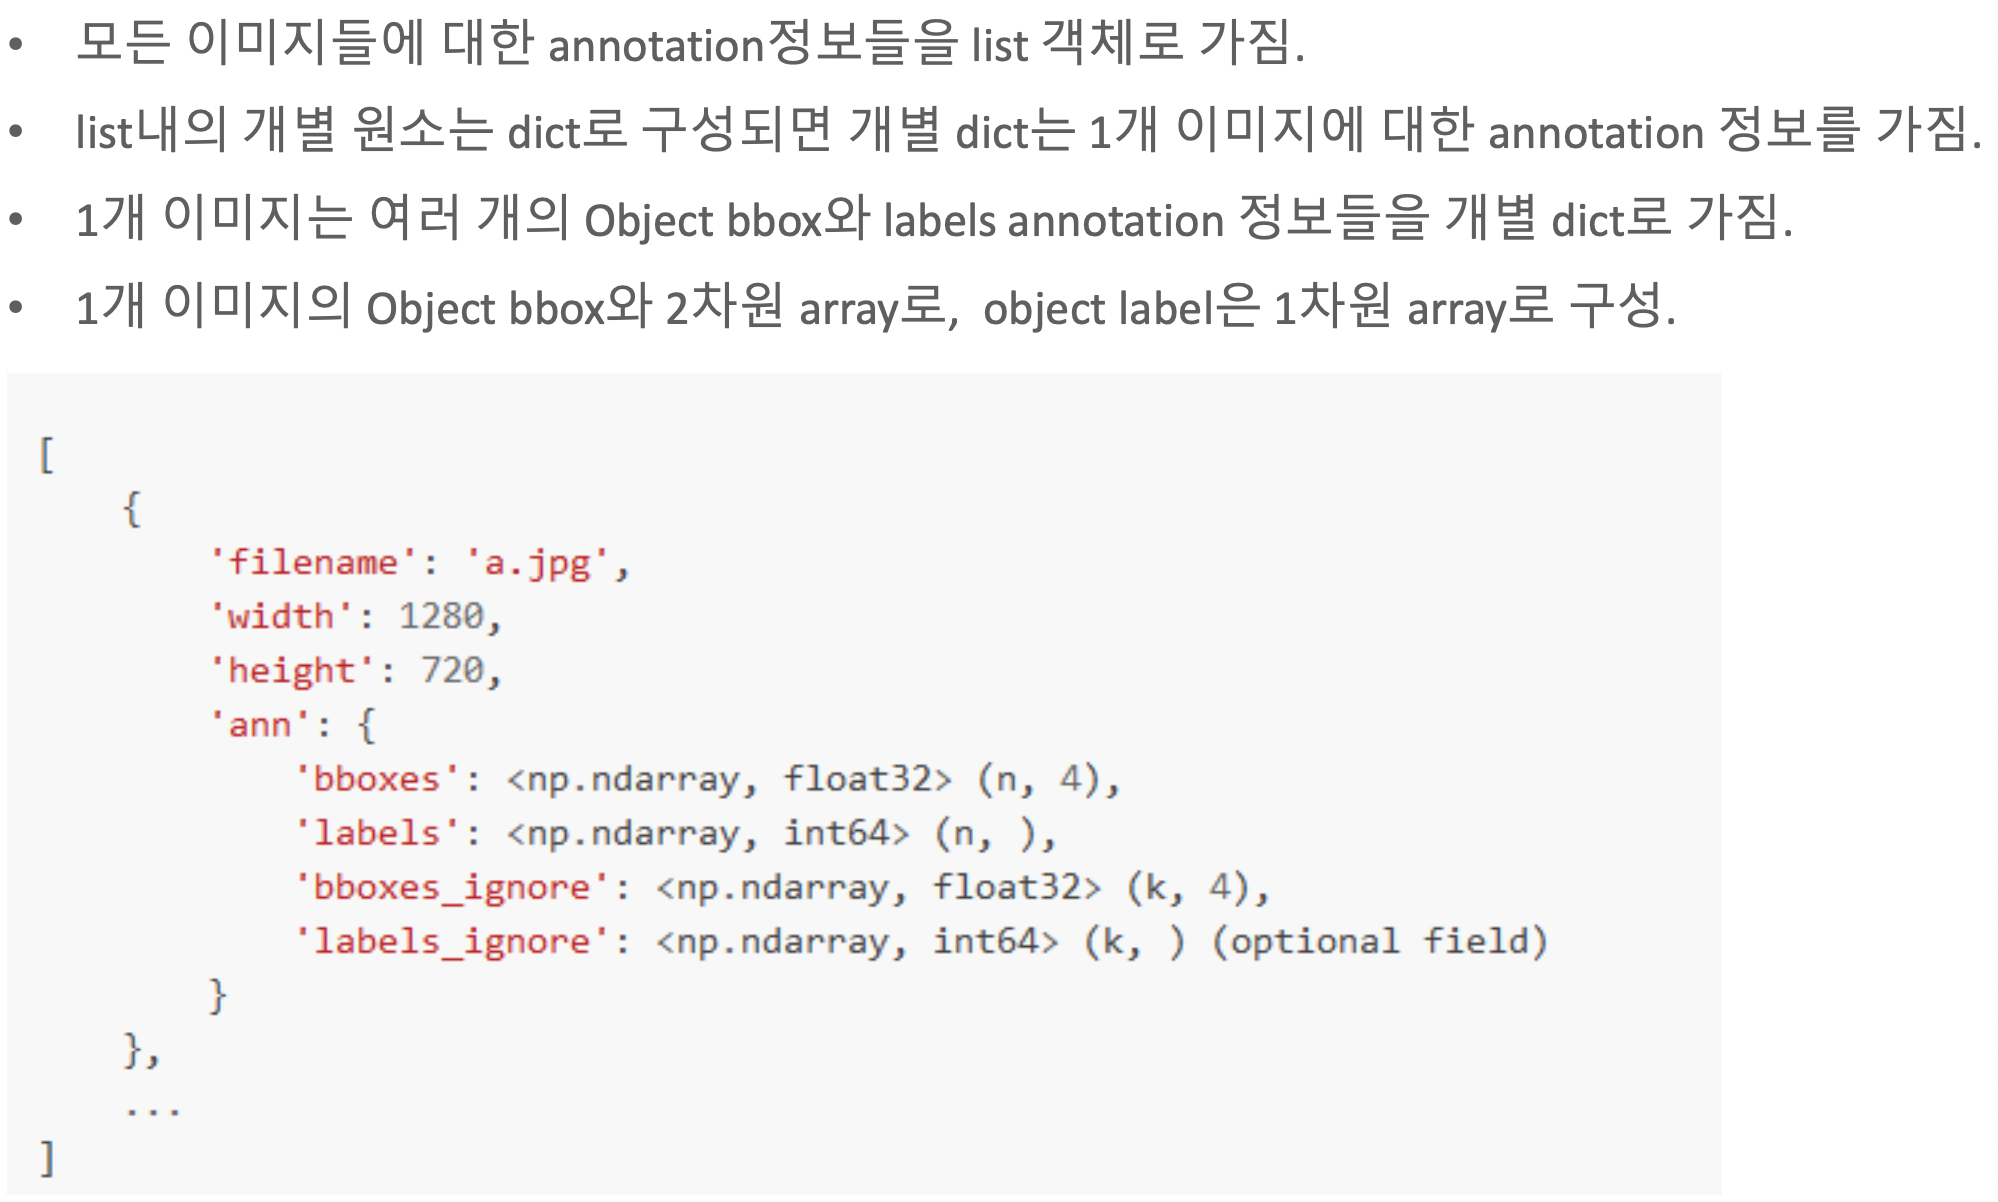 • 모든 이미지들에 대한 annotation정보들을 list 객체로 가짐.
• list내의 개별 원소는 dict로 구성되면 개별 dict는 1개 이미지에 대한 annotation 정보를 가짐.
• 1개 이미지는 여러 개의 Object bbox와 labels annotation 정보들을 개별 dict로 가짐.
• 1개 이미지의 Object bbox와 2차원 array로, object label은 1차원 array로 구성.
[
    {
        'filename': 'a.jpg',
        'width': 1280,
        'height': 720,
        'ann': {
            'bboxes': <np.ndarray, float32> (n, 4),
            'labels': <np.ndarray, int64> (n, ),
            'bboxes_ignore': <np.ndarray, float32> (k, 4),
            'labels_ignore': <np.ndarray, int64> (k, ) (optional field)
        }
    },
    ...
]